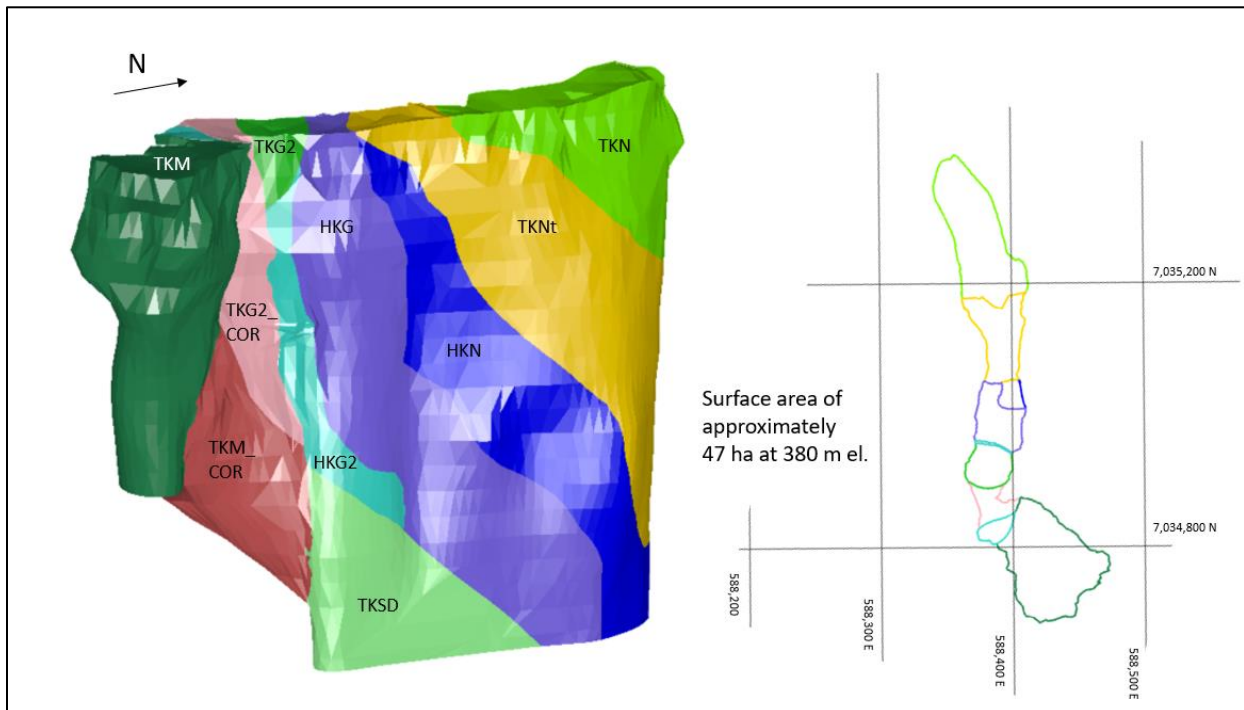 N
TKM
TKG2
TKN
HKG
TKNt
TKG2_
COR
HKN
TKM_
COR
HKG2
TKSD
Surface area of
approximately
47 ha at 380 m el.
7,035,200 N
7,034,800 N
588,200
588,300 E
588,400 E
588,500 E